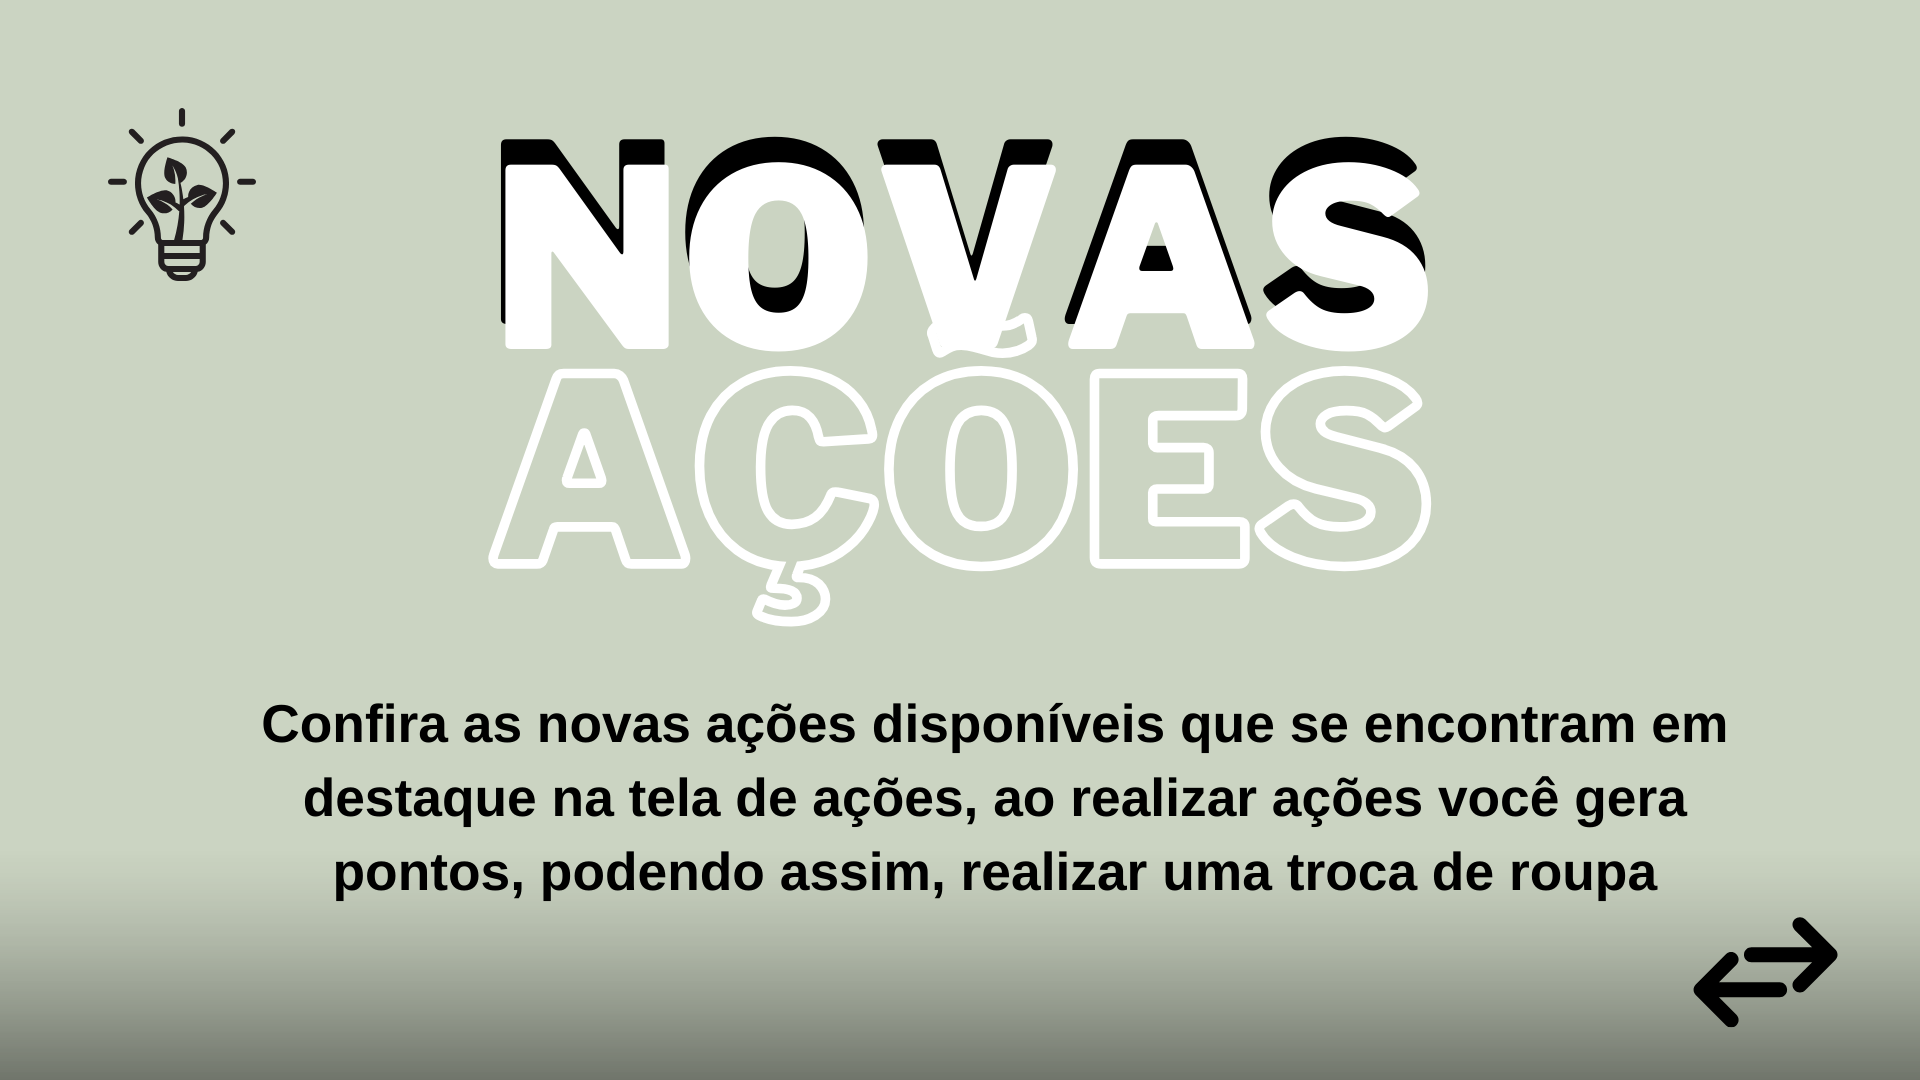 NOVAS
AÇÕES
Confira as novas ações disponíveis que se encontram em
destaque na tela de ações, ao realizar ações você gera
pontos, podendo assim, realizar uma troca de roupa